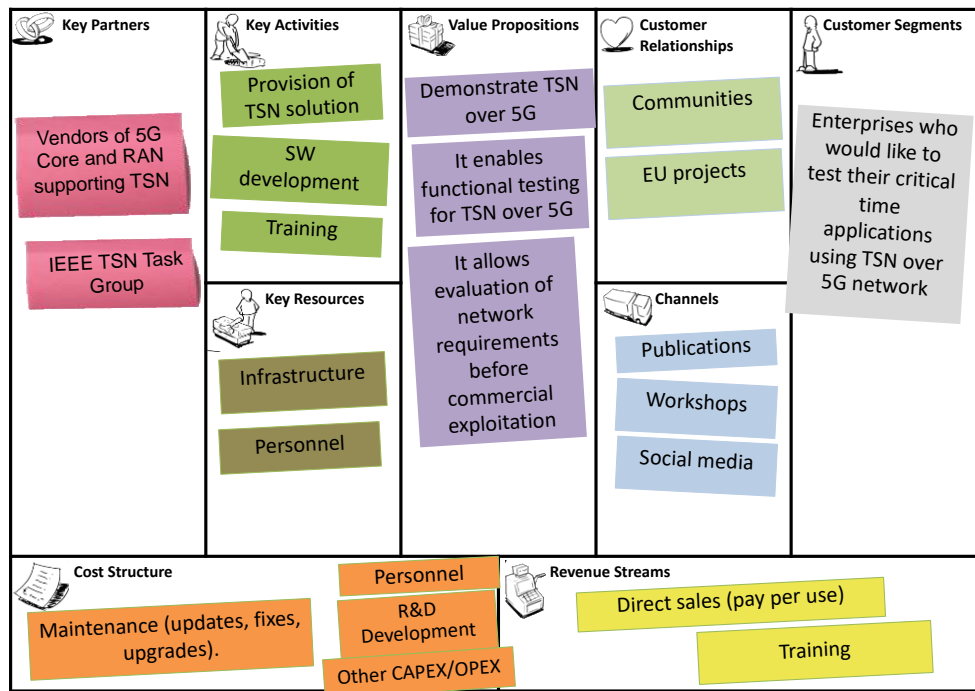 Key Partners
Vendors of 5G
Core and RAN
supporting TSN
IEEE TSN Task
Group
Key Activities
Provision of
TSN solution
SW
development
Training
Key Resources
Infrastructure
Personnel
Value Propositions
Demonstrate TSN
over 5G
It enables
functional testing
for TSN over 5G
It allows
evaluation of
network
requirements
before
commercial
exploitation
Customer
Relationships
Communities
EU projects
Channels
Publications
Workshops
Social media
Customer Segments
Enterprises who
would like to
test their critical
time
applications
using TSN over
5G network
Cost Structure
Maintenance (updates, fixes,
upgrades).
Personnel
R&D
Development
Other CAPEX/OPEX
Revenue Streams
Direct sales (pay per use)
Training